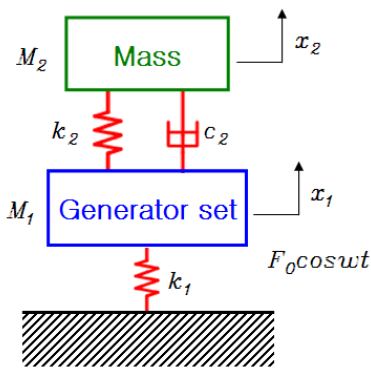 x₂
M₂ Mass
k₂ c₂
M₁ Generator set x₁
F₀coswt
k₁